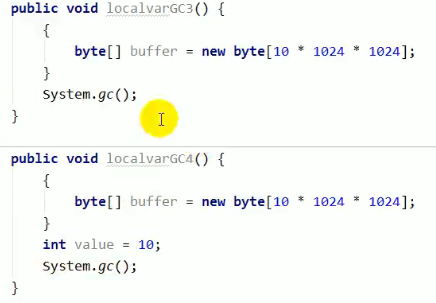 public void localvarGC3() {
    {
        byte[] buffer = new byte[10 * 1024 * 1024];
    }
    System.gc();
}
public void localvarGC4() {
    {
        byte[] buffer = new byte[10 * 1024 * 1024];
    }
    int value = 10;
    System.gc();
}